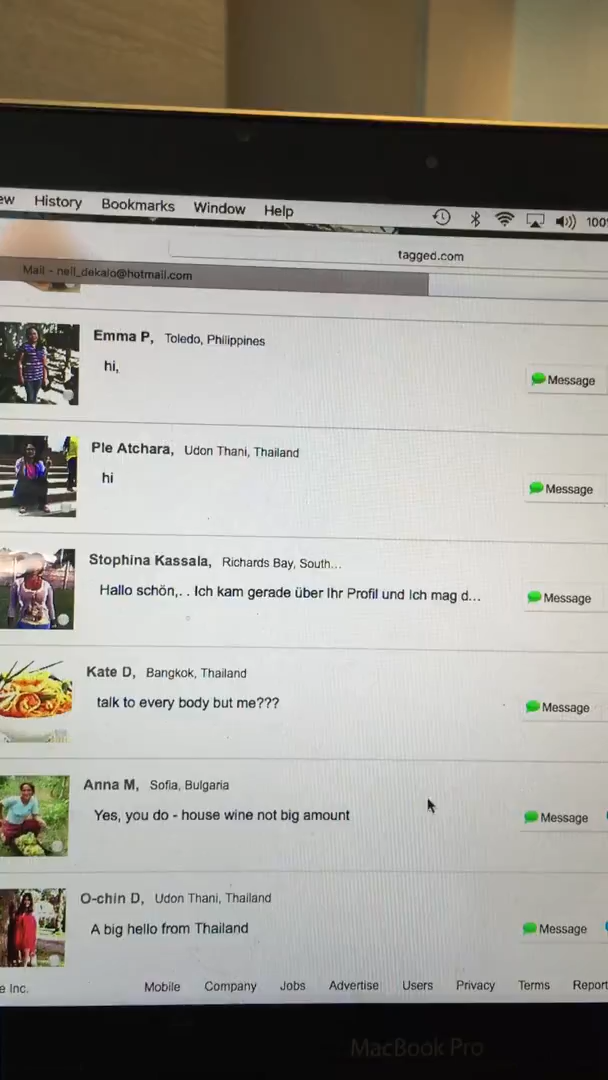 ew History Bookmarks Window Help 100%
tagged.com
Mail - neil_dekalo@hotmail.com
Emma P, Toledo, Philippines
hi,
Message
Ple Atchara, Udon Thani, Thailand
hi
Message
Stophina Kassala, Richards Bay, South...
Hallo schön,. . Ich kam gerade über Ihr Profil und ich mag d...
Message
Kate D, Bangkok, Thailand
talk to every body but me???
Message
Anna M, Sofia, Bulgaria
Yes, you do - house wine not big amount
Message
O-chin D, Udon Thani, Thailand
A big hello from Thailand
Message
e Inc. Mobile Company Jobs Advertise Users Privacy Terms Report
MacBook Pro